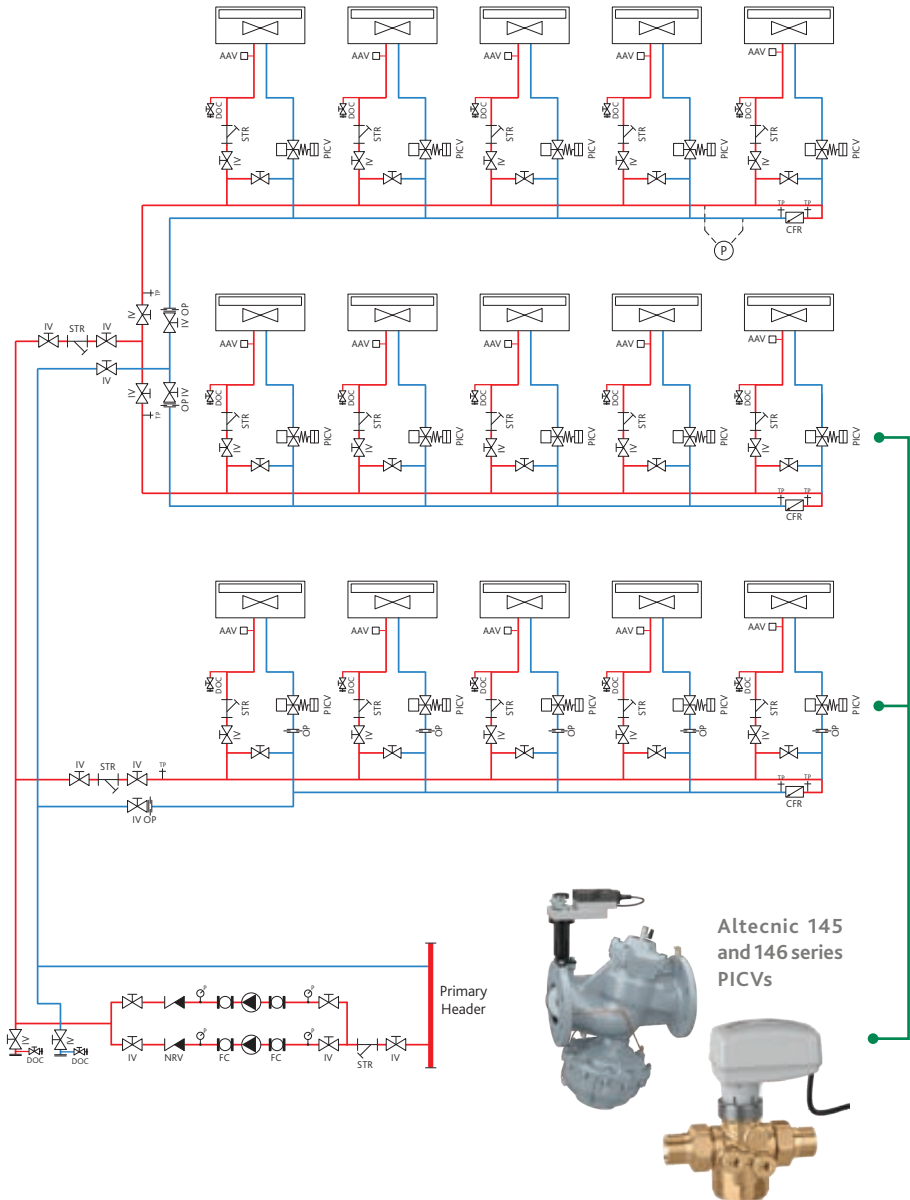 AAV AAV AAV AAV AAV
DOC DOC DOC DOC DOC
STR STR STR STR STR
PICV PICV PICV PICV PICV
IV IV IV IV IV
TP TP
CFR
P
TP
IV IV OP
IV STR IV
IV
IV OP IV
TP
AAV AAV AAV AAV AAV
DOC DOC DOC DOC DOC
STR STR STR STR STR
PICV PICV PICV PICV PICV
IV IV IV IV IV
TP TP
CFR
AAV AAV AAV AAV AAV
DOC DOC DOC DOC DOC
STR STR STR STR STR
PICV PICV PICV PICV PICV
IV IV IV IV IV
OP OP OP OP OP
IV STR IV TP
TP TP
CFR
IV OP
Altecnic 145
and 146 series
PICVs
Primary
Header
P P
P P
IV IV
DOC DOC
IV NRV FC FC IV STR IV